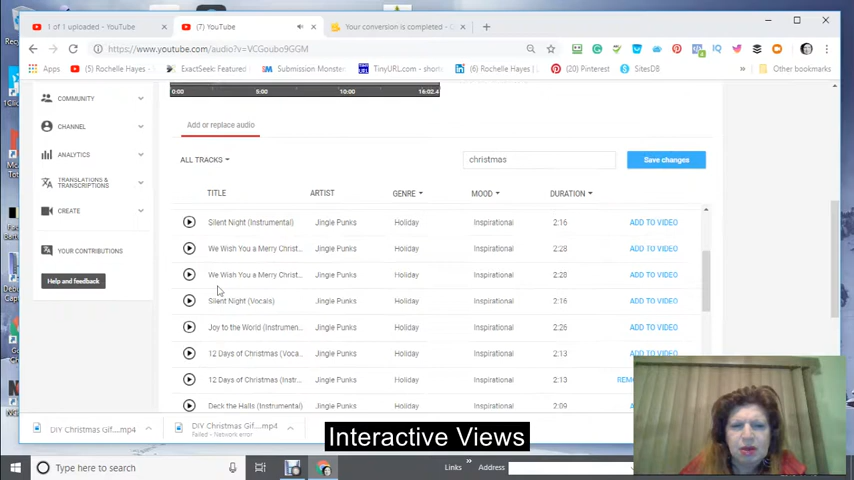 1 of 1 uploaded - YouTube
(7) YouTube
Your conversion is completed -
https://www.youtube.com/audio?v=VCGoubo9GGM
Apps
(5) Rochelle Hayes
ExactSeek: Featured
Submission Monster
TinyURL.com - short
(6) Rochelle Hayes |
(20) Pinterest
SitesDB
Other bookmarks
COMMUNITY
CHANNEL
ANALYTICS
TRANSLATIONS & TRANSCRIPTIONS
CREATE
YOUR CONTRIBUTIONS
Help and feedback
0:00 5:00 10:00 16:02.4
Add or replace audio
ALL TRACKS christmas Save changes
TITLE ARTIST GENRE MOOD DURATION
Silent Night (Instrumental) Jingle Punks Holiday Inspirational 2:16 ADD TO VIDEO
We Wish You a Merry Christ... Jingle Punks Holiday Inspirational 2:28 ADD TO VIDEO
We Wish You a Merry Christ... Jingle Punks Holiday Inspirational 2:28 ADD TO VIDEO
Silent Night (Vocals) Jingle Punks Holiday Inspirational 2:16 ADD TO VIDEO
Joy to the World (Instrumen... Jingle Punks Holiday Inspirational 2:26 ADD TO VIDEO
12 Days of Christmas (Voca... Jingle Punks Holiday Inspirational 2:13 ADD TO VIDEO
12 Days of Christmas (Instr... Jingle Punks Holiday Inspirational 2:13
Deck the Halls (Instrumental) Jingle Punks Holiday Inspirational 2:09
DIY Christmas Gif....mp4
DIY Christmas Gif....mp4
Failed - Network error
Interactive Views
Type here to search
Links
Address